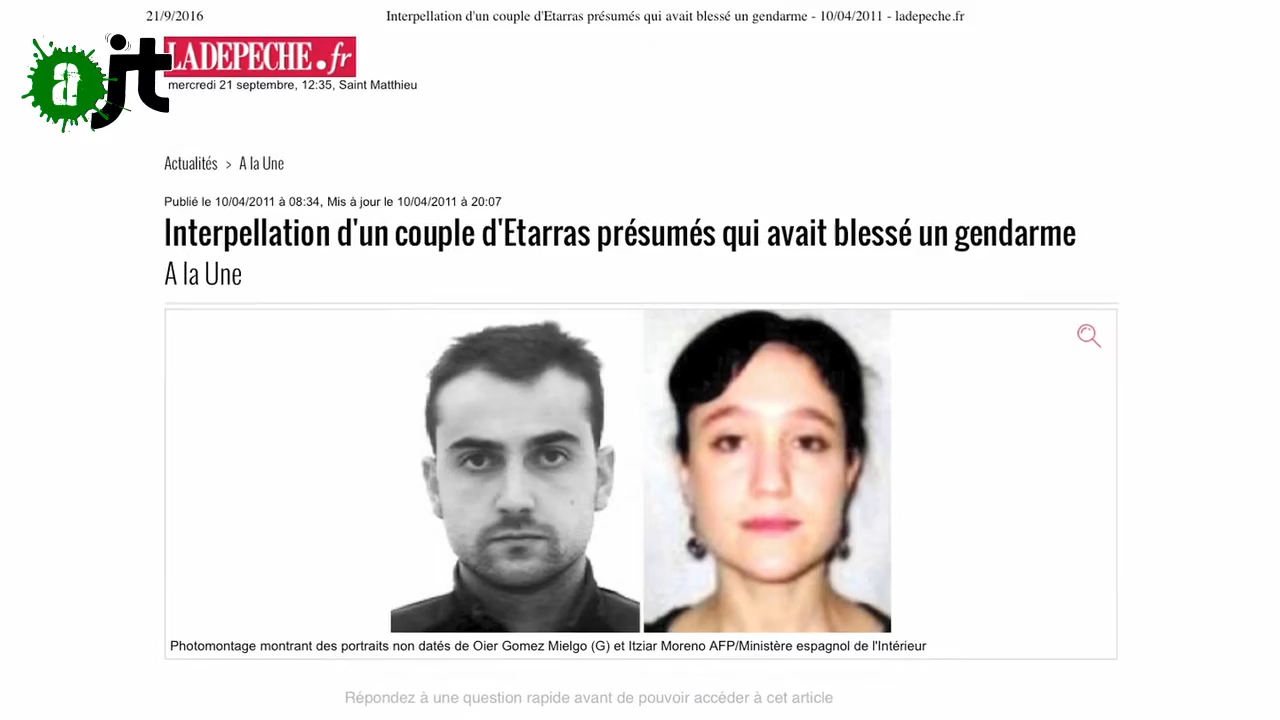 21/9/2016 Interpellation d'un couple d'Etarras présumés qui avait blessé un gendarme - 10/04/2011 - ladepeche.fr
ajt
LADEPECHE.fr
mercredi 21 septembre, 12:35, Saint Matthieu
Actualités > A la Une
Publié le 10/04/2011 à 08:34, Mis à jour le 10/04/2011 à 20:07
Interpellation d'un couple d'Etarras présumés qui avait blessé un gendarme
A la Une
Photomontage montrant des portraits non datés de Oier Gomez Mielgo (G) et Itziar Moreno AFP/Ministère espagnol de l'Intérieur
Répondez à une question rapide avant de pouvoir accéder à cet article